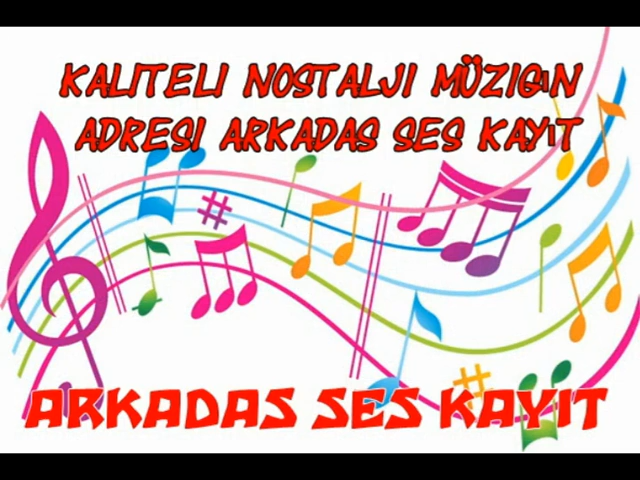 KALITELI NOSTALJI MÜZIGIN
ADRESI ARKADAS SES KAYIT
ARKADAS SES KAYIT